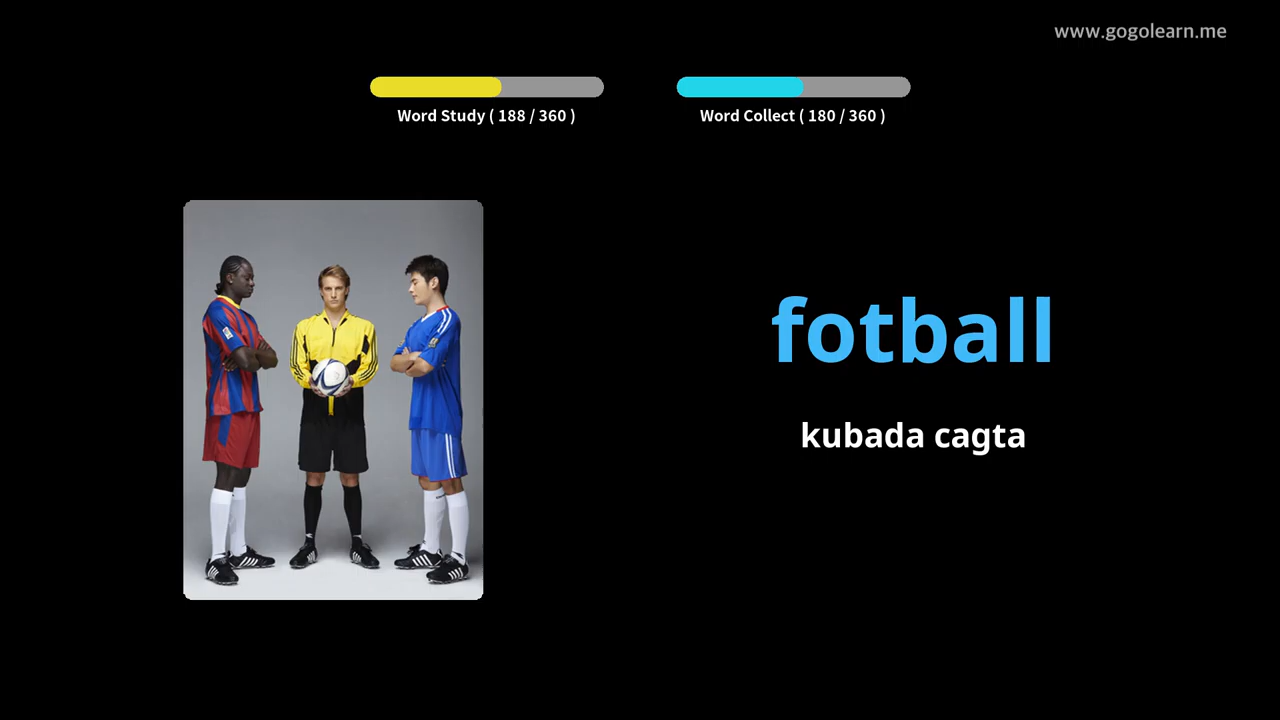 www.gogolearn.me
Word Study ( 188 / 360 )
Word Collect ( 180 / 360 )
fotball
kubada cagta